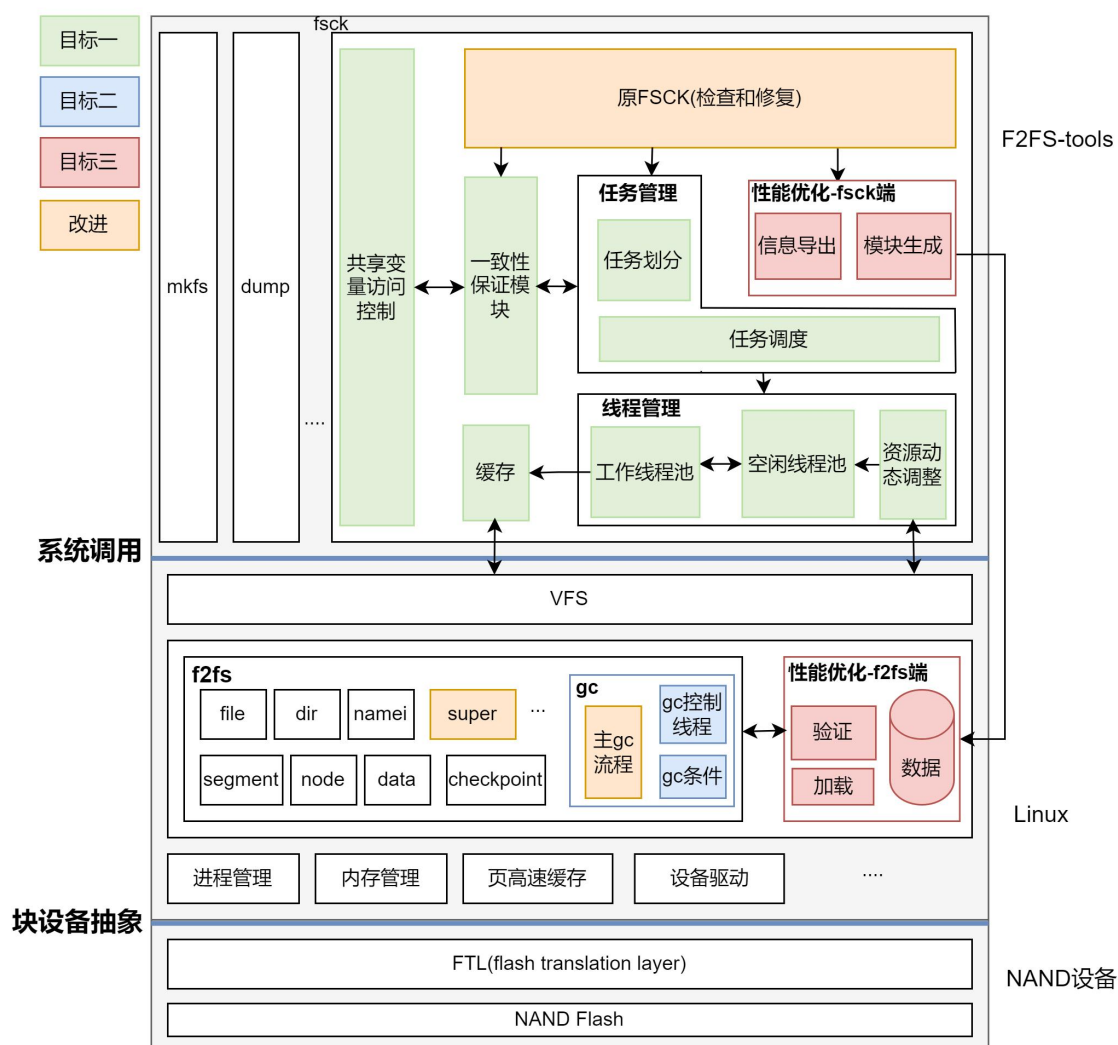 目标一
目标二
目标三
改进
fsck
mkfs
dump
....
共享变
量访问
控制
原FSCK(检查和修复)
一致性
保证模
块
任务管理
任务划分
任务调度
性能优化-fsck端
信息导出
模块生成
线程管理
缓存
工作线程池
空闲线程池
资源动
态调整
F2FS-tools
系统调用
VFS
f2fs
file
dir
namei
super
...
segment
node
data
checkpoint
gc
主gc
流程
gc控制
线程
gc条件
性能优化-f2fs端
验证
加载
数据
Linux
进程管理
内存管理
页高速缓存
设备驱动
....
块设备抽象
FTL(flash translation layer)
NAND Flash
NAND设备